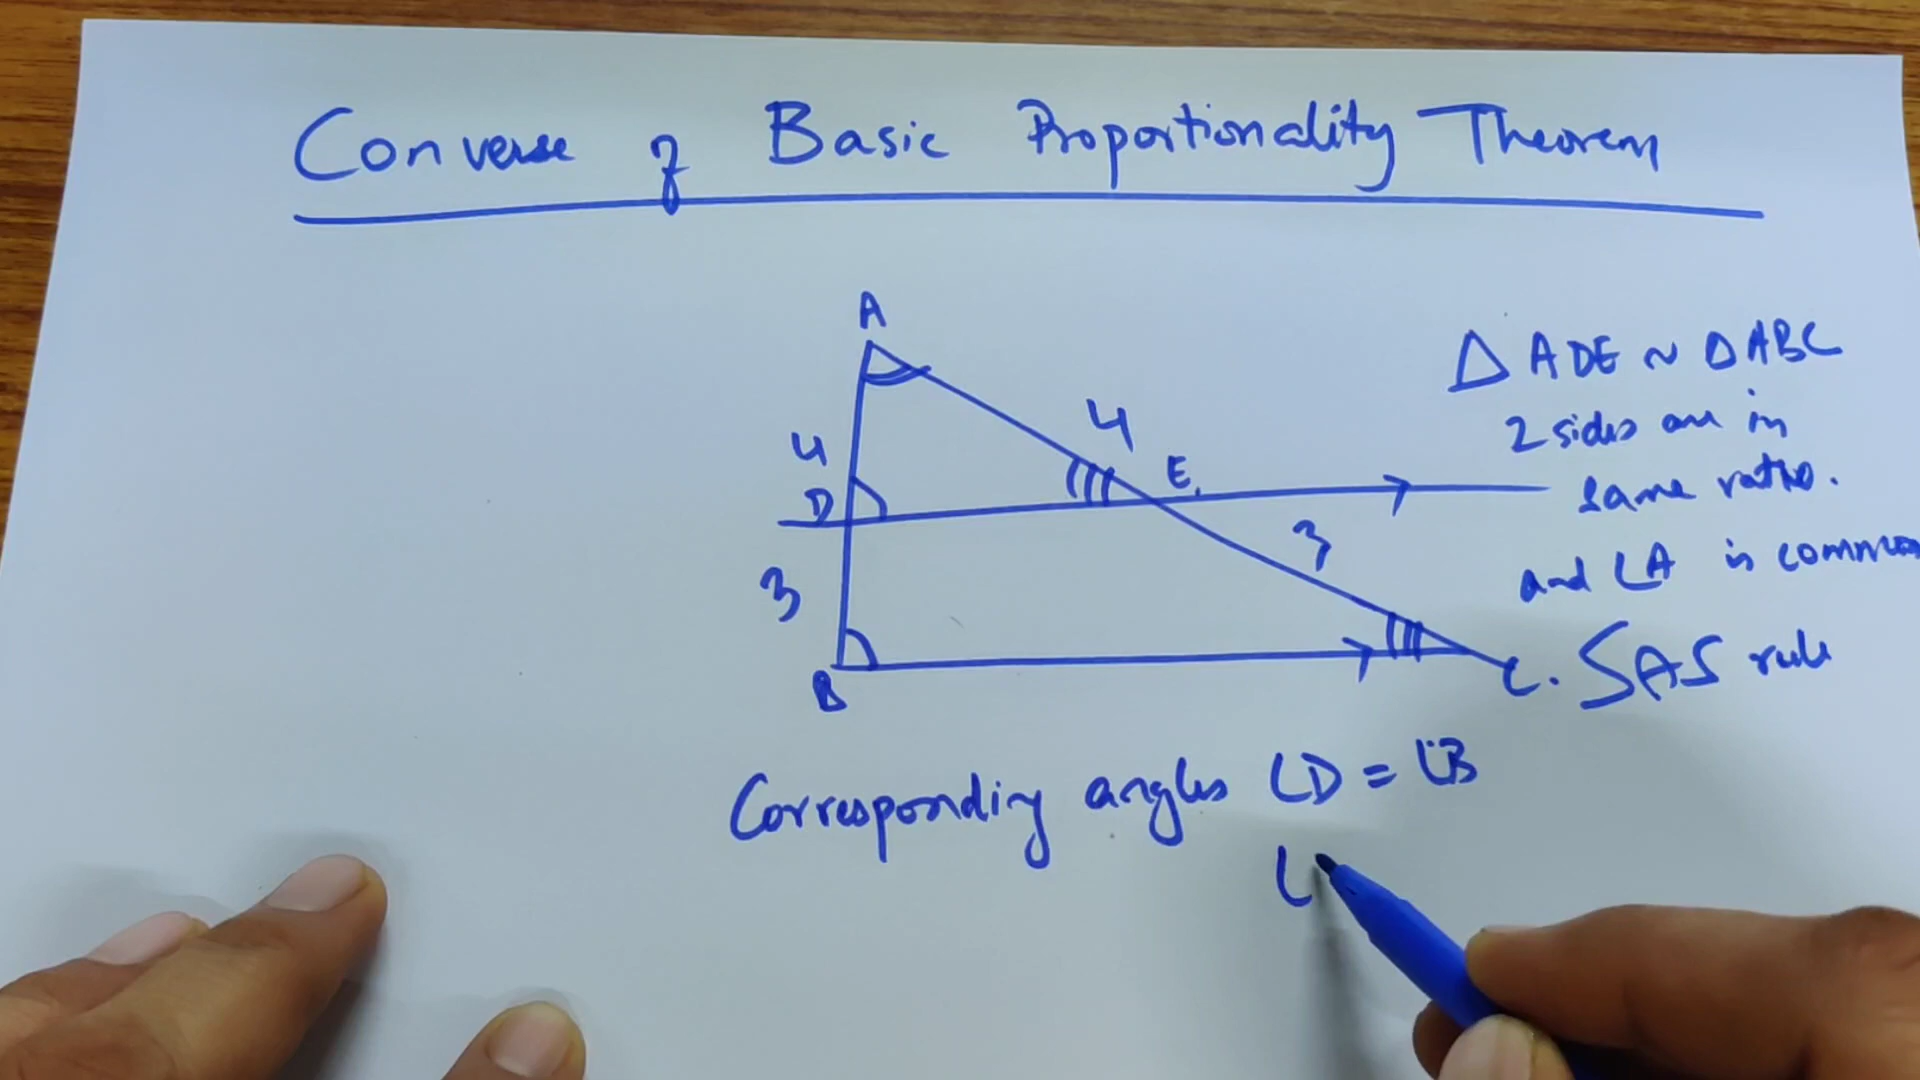 Converse of Basic Proportionality Theorem
A
△ ADE ~ △ ABC
4
2 sides are in
4
E.
same ratio.
D
3
and ∠A is common
3
B
C.
SAS rule
Corresponding angles ∠D = ∠B
∠